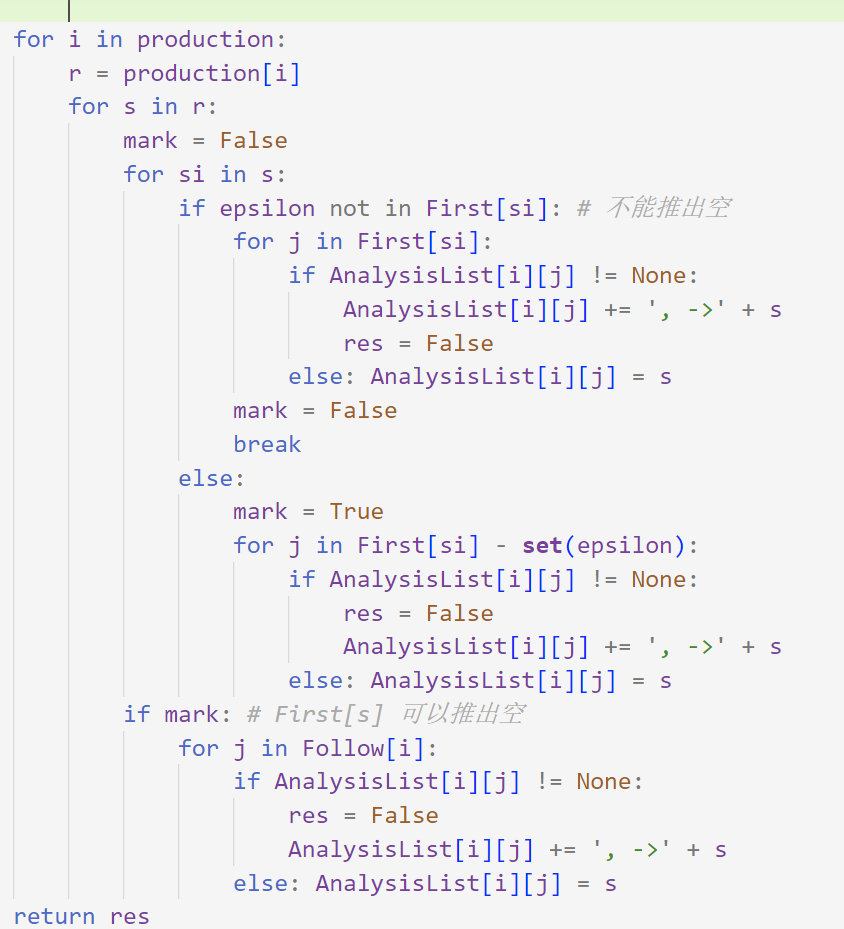 for i in production:
    r = production[i]
    for s in r:
        mark = False
        for si in s:
            if epsilon not in First[si]: # 不能推出空
                for j in First[si]:
                    if AnalysisList[i][j] != None:
                        AnalysisList[i][j] += ', ->' + s
                        res = False
                    else: AnalysisList[i][j] = s
                mark = False
                break
            else:
                mark = True
                for j in First[si] - set(epsilon):
                    if AnalysisList[i][j] != None:
                        res = False
                        AnalysisList[i][j] += ', ->' + s
                    else: AnalysisList[i][j] = s
        if mark: # First[s] 可以推出空
            for j in Follow[i]:
                if AnalysisList[i][j] != None:
                    res = False
                    AnalysisList[i][j] += ', ->' + s
                else: AnalysisList[i][j] = s
return res